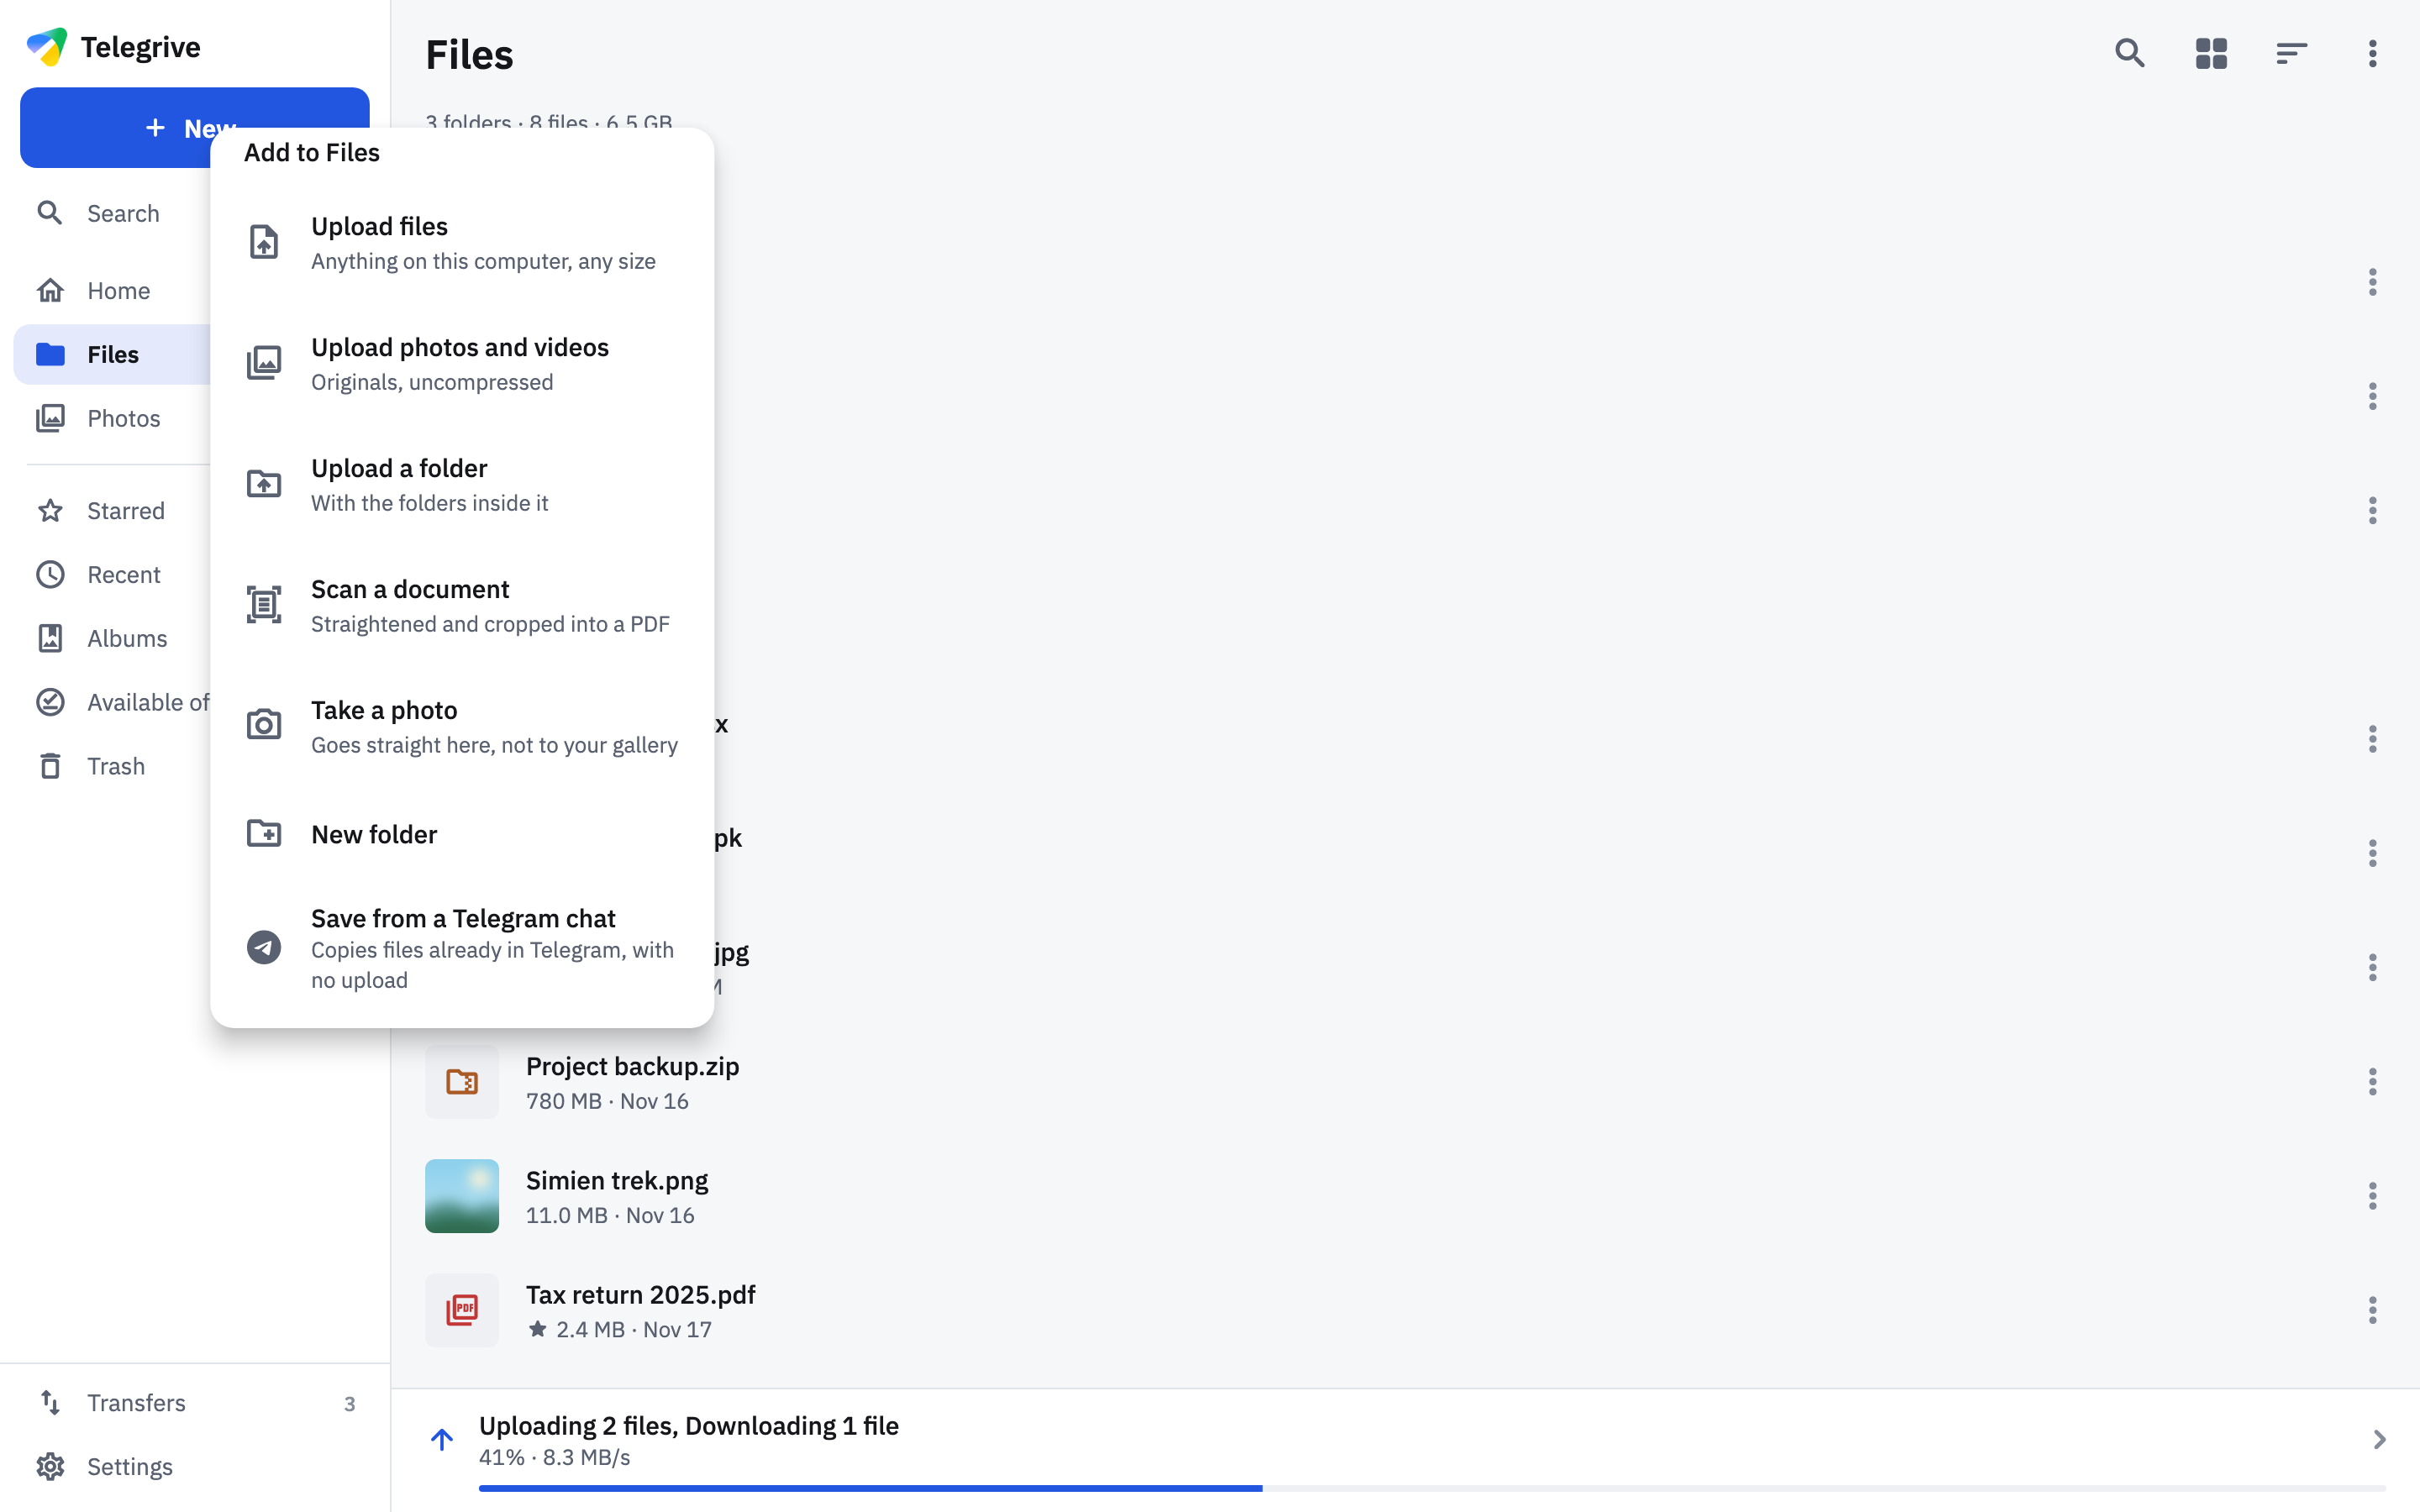 Telegrive
New
Search
Home
Files
Photos
Starred
Recent
Albums
Available
Trash
Transfers 3
Settings
Files
3 folders · 8 files · 6.5 GB
Add to Files
Upload files
Anything on this computer, any size
Upload photos and videos
Originals, uncompressed
Upload a folder
With the folders inside it
Scan a document
Straightened and cropped into a PDF
Take a photo
Goes straight here, not to your gallery
New folder
Save from a Telegram chat
Copies files already in Telegram, with
no upload
Project backup.zip
780 MB · Nov 16
Simien trek.png
11.0 MB · Nov 16
Tax return 2025.pdf
PDF
2.4 MB · Nov 17
Uploading 2 files, Downloading 1 file
41% · 8.3 MB/s